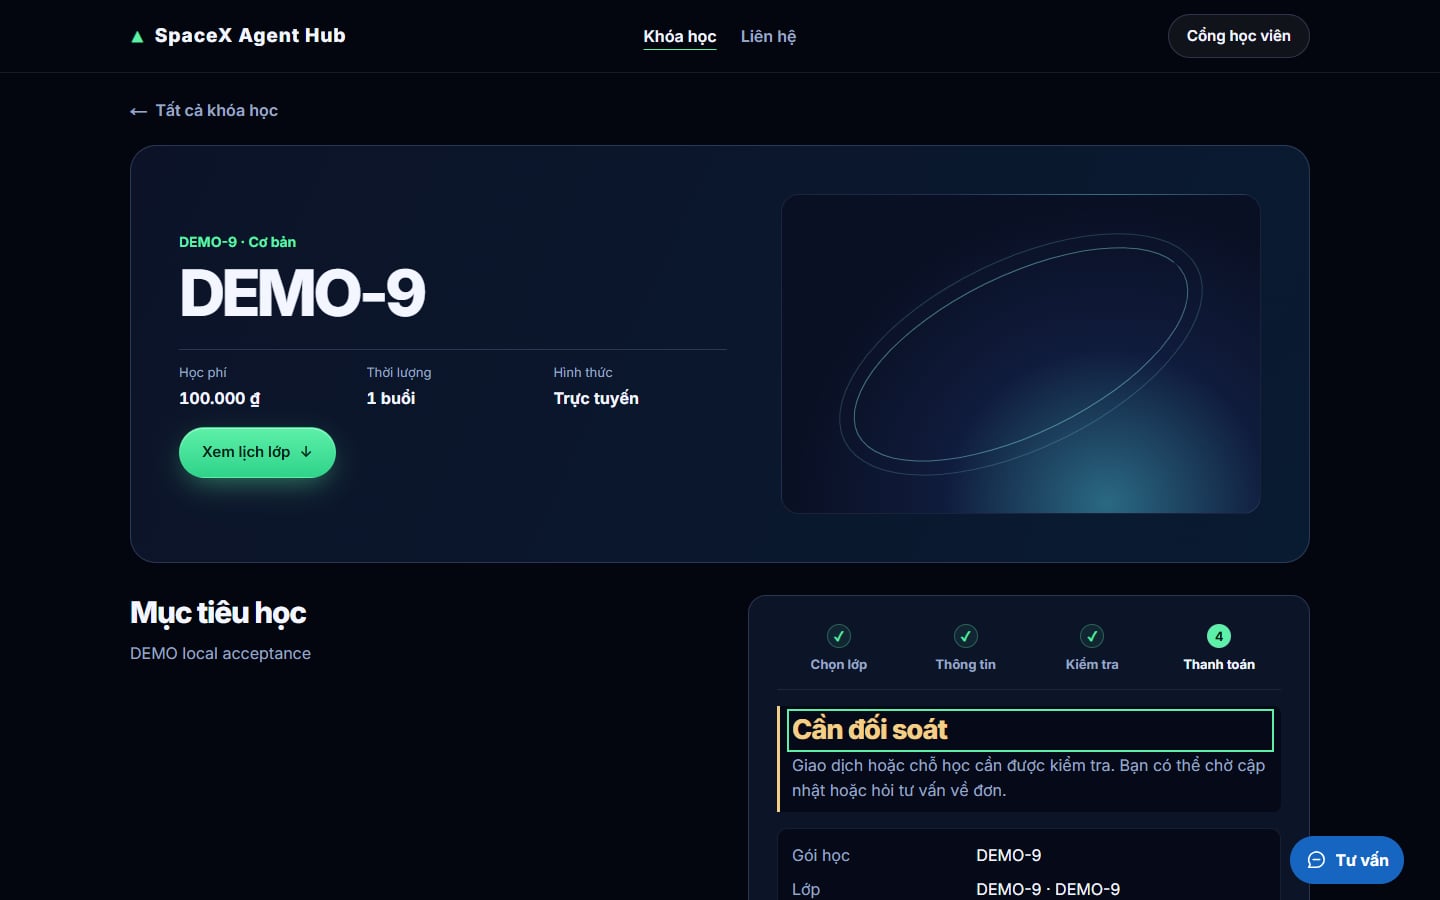 ▲ SpaceX Agent Hub
Khóa học
Liên hệ
Cổng học viên
← Tất cả khóa học
DEMO-9 · Cơ bản
DEMO-9
Học phí
Thời lượng
Hình thức
100.000 ₫
1 buổi
Trực tuyến
Xem lịch lớp ↓
Mục tiêu học
DEMO local acceptance
✓
✓
✓
4
Chọn lớp
Thông tin
Kiểm tra
Thanh toán
Cần đối soát
Giao dịch hoặc chỗ học cần được kiểm tra. Bạn có thể chờ cập
nhật hoặc hỏi tư vấn về đơn.
Gói học
DEMO-9
Lớp
DEMO-9 · DEMO-9
Tư vấn